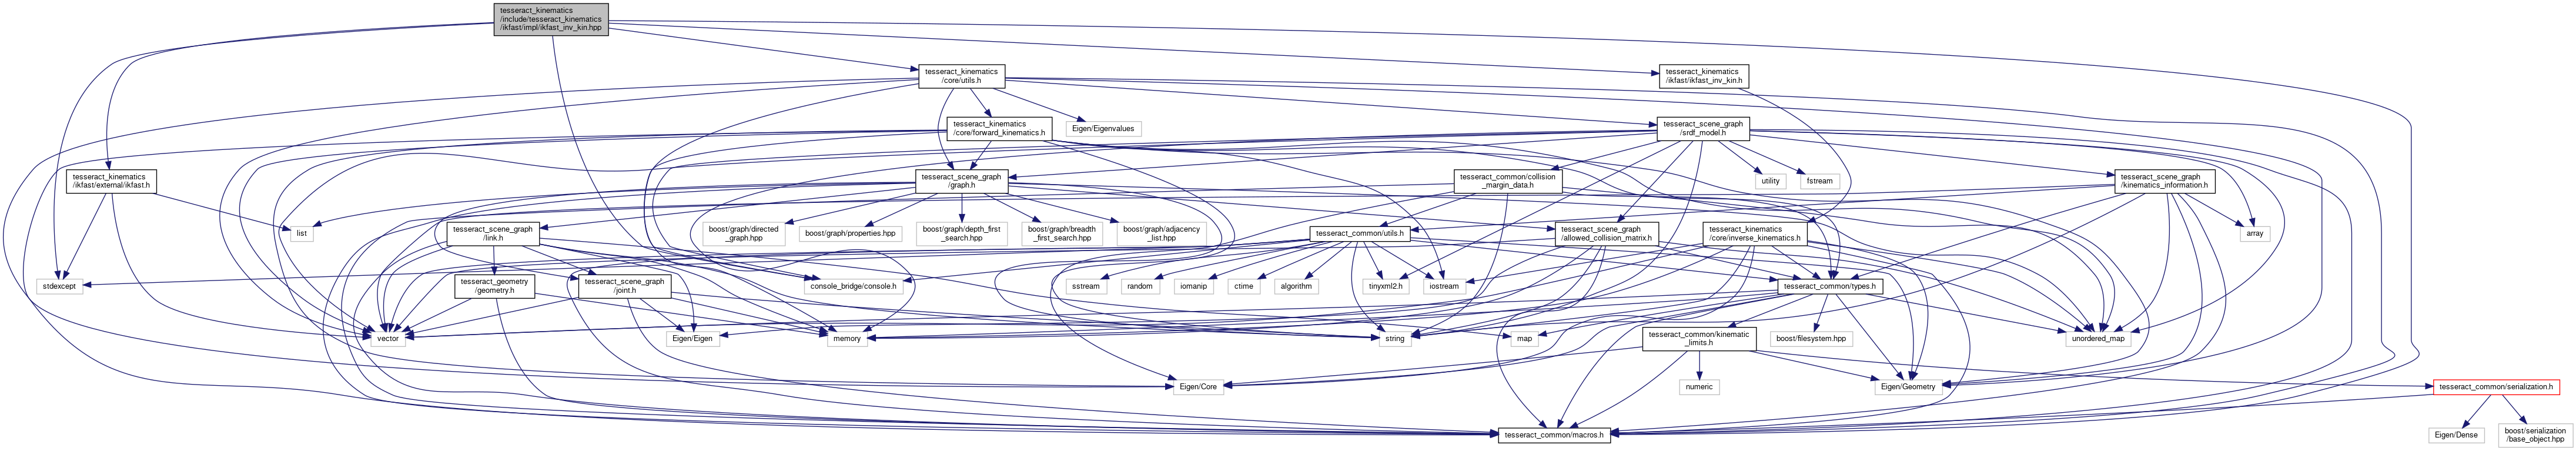 tesseract_kinematics
/include/tesseract_kinematics
/ikfast/impl/ikfast_inv_kin.hpp
tesseract_kinematics
/core/utils.h
tesseract_kinematics
/ikfast/ikfast_inv_kin.h
tesseract_kinematics
/core/forward_kinematics.h
Eigen/Eigenvalues
tesseract_scene_graph
/srdf_model.h
tesseract_kinematics
/ikfast/external/ikfast.h
tesseract_scene_graph
/graph.h
tesseract_common/collision
_margin_data.h
utility
fstream
tesseract_scene_graph
/kinematics_information.h
list
tesseract_scene_graph
/link.h
boost/graph/directed
_graph.hpp
boost/graph/properties.hpp
boost/graph/depth_first
_search.hpp
boost/graph/breadth
_first_search.hpp
boost/graph/adjacency
_list.hpp
tesseract_common/utils.h
tesseract_scene_graph
/allowed_collision_matrix.h
tesseract_kinematics
/core/inverse_kinematics.h
array
stdexcept
tesseract_geometry
/geometry.h
tesseract_scene_graph
/joint.h
console_bridge/console.h
sstream
random
iomanip
ctime
algorithm
tinyxml2.h
iostream
tesseract_common/types.h
vector
Eigen/Eigen
memory
string
map
tesseract_common/kinematic
_limits.h
boost/filesystem.hpp
unordered_map
Eigen/Core
numeric
Eigen/Geometry
tesseract_common/serialization.h
tesseract_common/macros.h
Eigen/Dense
boost/serialization
/base_object.hpp